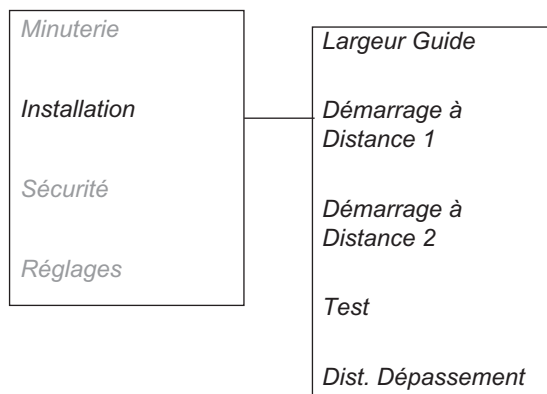 Minuterie
Installation
Sécurité
Réglages
Largeur Guide
Démarrage à
Distance 1
Démarrage à
Distance 2
Test
Dist. Dépassement